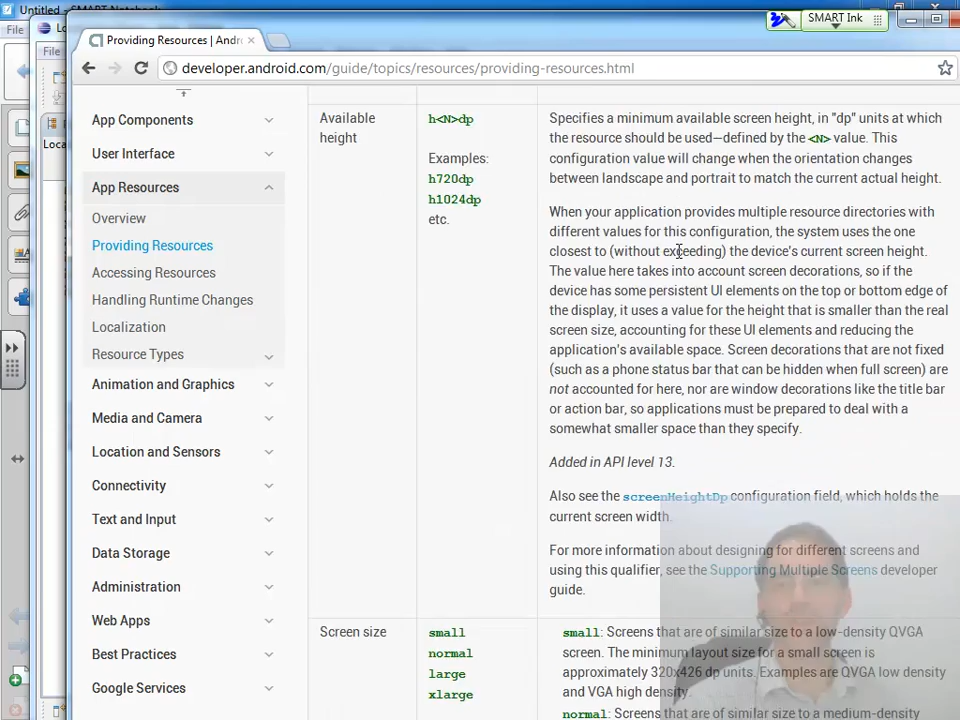 Untitled - SMART Notebook
SMART Ink
File
Lo
Providing Resources | Andr
File
developer.android.com/guide/topics/resources/providing-resources.html
Loca
App Components
User Interface
App Resources
Overview
Providing Resources
Accessing Resources
Handling Runtime Changes
Localization
Resource Types
Animation and Graphics
Media and Camera
Location and Sensors
Connectivity
Text and Input
Data Storage
Administration
Web Apps
Best Practices
Google Services
Available
height
h<N>dp
Examples:
h720dp
h1024dp
etc.
Specifies a minimum available screen height, in "dp" units at which
the resource should be used—defined by the <N> value. This
configuration value will change when the orientation changes
between landscape and portrait to match the current actual height.
When your application provides multiple resource directories with
different values for this configuration, the system uses the one
closest to (without exceeding) the device's current screen height.
The value here takes into account screen decorations, so if the
device has some persistent UI elements on the top or bottom edge of
the display, it uses a value for the height that is smaller than the real
screen size, accounting for these UI elements and reducing the
application's available space. Screen decorations that are not fixed
(such as a phone status bar that can be hidden when full screen) are
not accounted for here, nor are window decorations like the title bar
or action bar, so applications must be prepared to deal with a
somewhat smaller space than they specify.
Added in API level 13.
Also see the screenHeightDp configuration field, which holds the
current screen width.
For more information about designing for different screens and
using this qualifier, see the Supporting Multiple Screens developer
guide.
Screen size
small
normal
large
xlarge
small: Screens that are of similar size to a low-density QVGA
screen. The minimum layout size for a small screen is
approximately 320x426 dp units. Examples are QVGA low density
and VGA high density.
normal: Screens that are of similar size to a medium-density